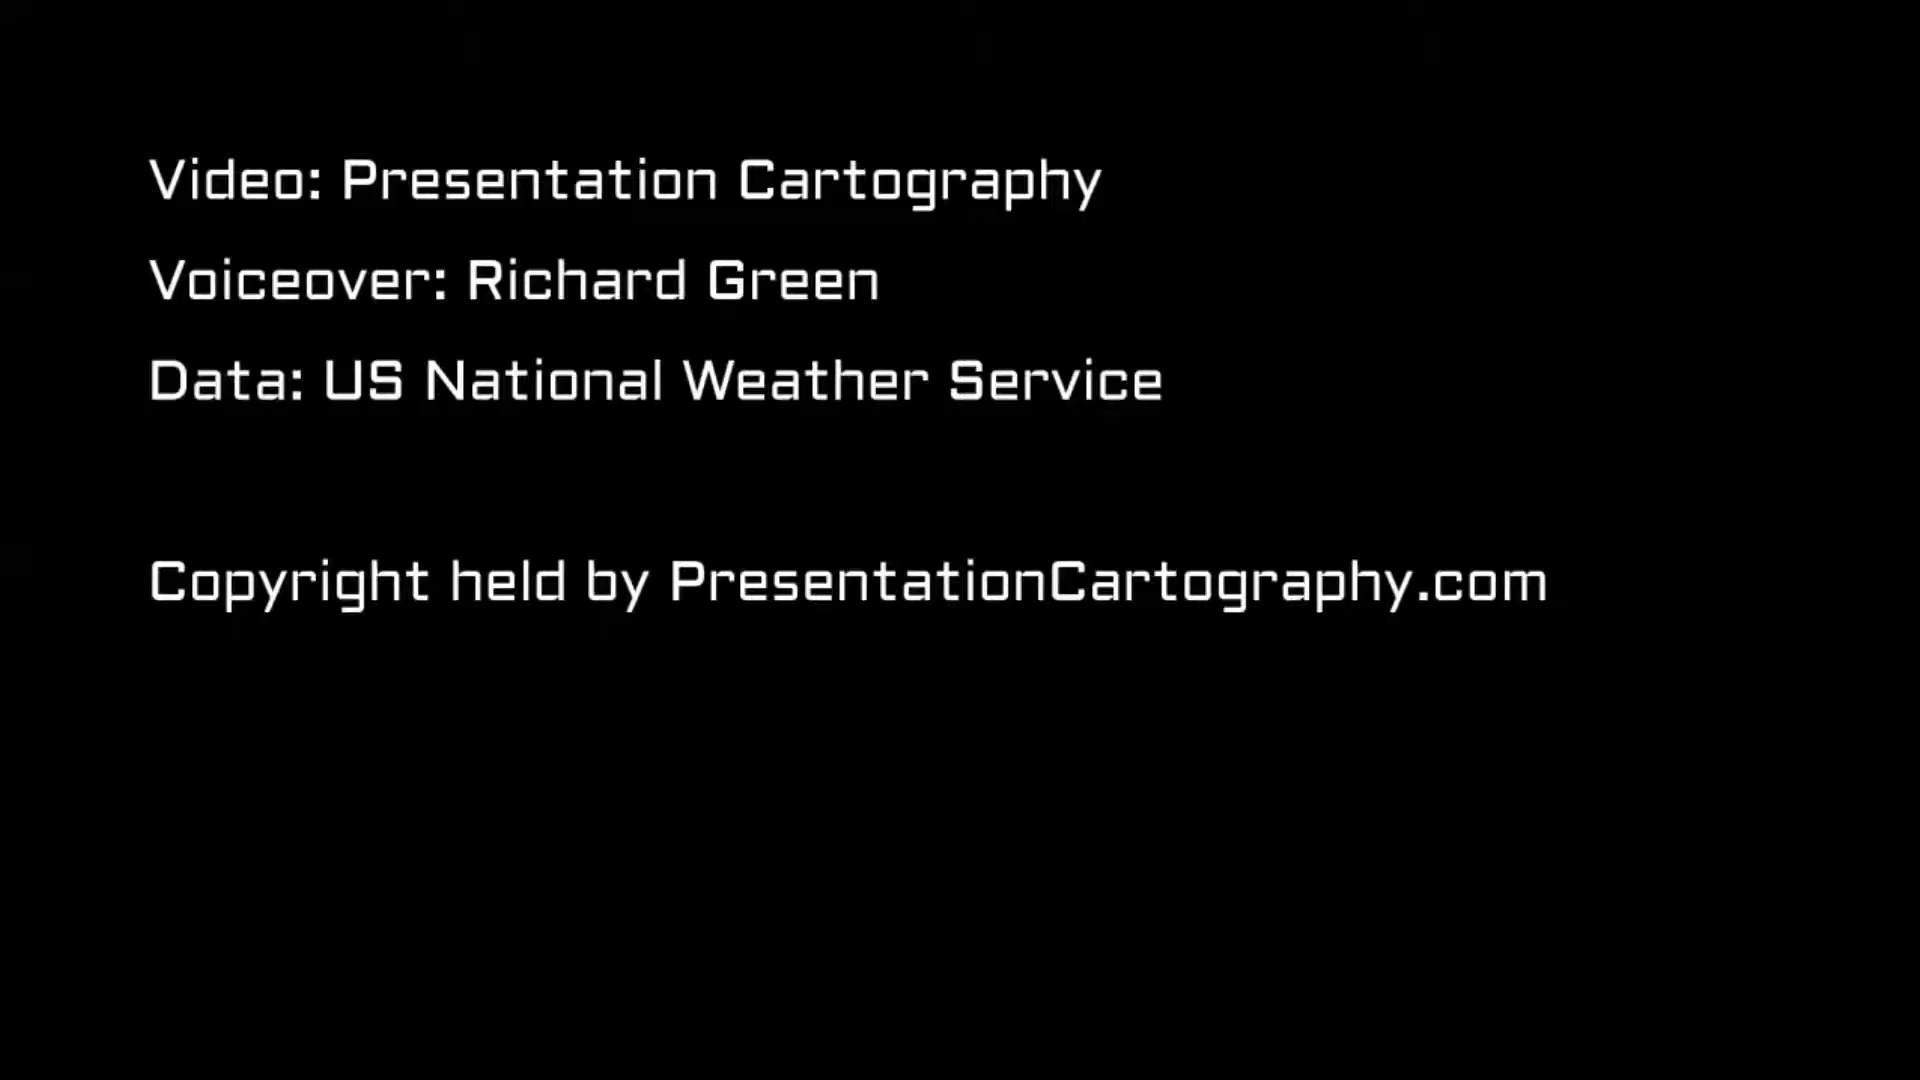 Video: Presentation Cartography
Voiceover: Richard Green
Data: US National Weather Service
Copyright held by PresentationCartography.com